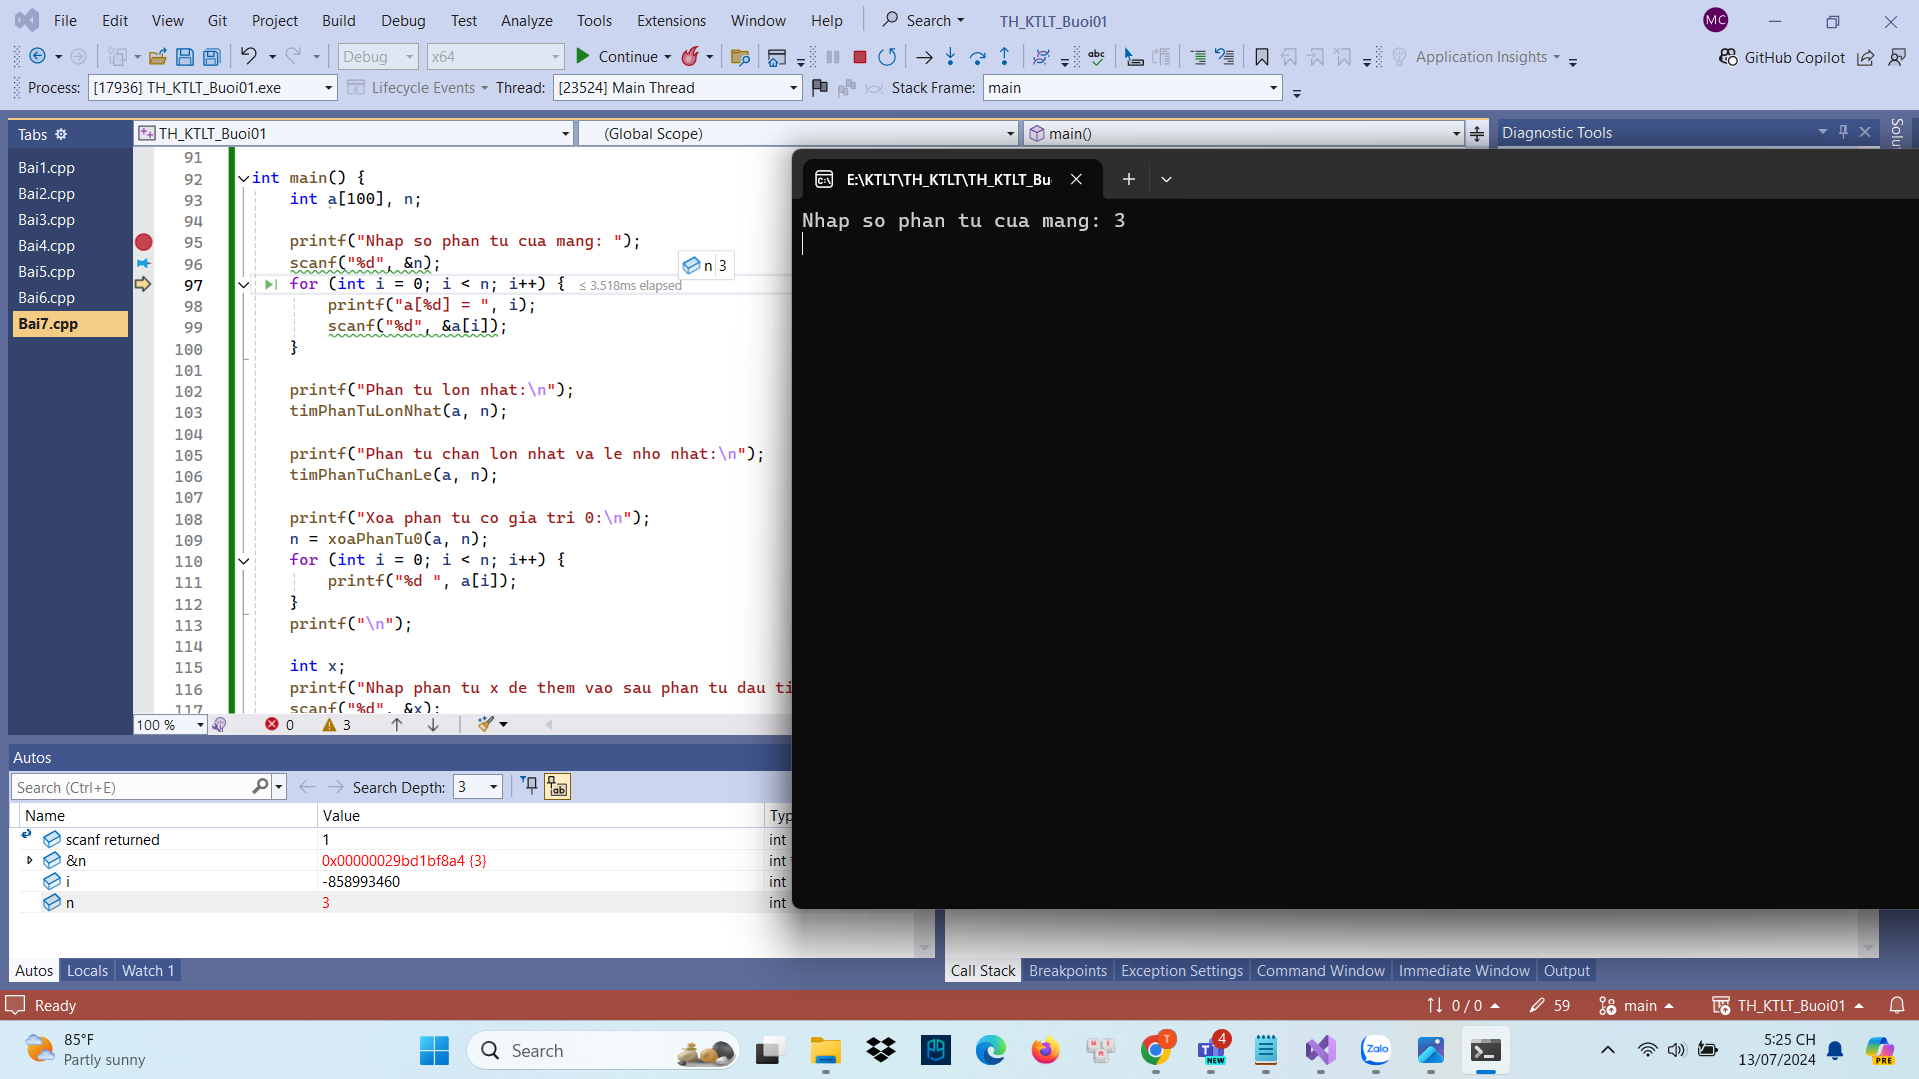 File Edit View Git Project Build Debug Test Analyze Tools Extensions Window Help Search TH_KTLT_Buoi01 MC
Debug x64 Continue abc Application Insights GitHub Copilot
Process: [17936] TH_KTLT_Buoi01.exe Lifecycle Events Thread: [23524] Main Thread Stack Frame: main
Tabs
Bai1.cpp
Bai2.cpp
Bai3.cpp
Bai4.cpp
Bai5.cpp
Bai6.cpp
Bai7.cpp
TH_KTLT_Buoi01 (Global Scope) main()
91
92 int main() {
93 int a[100], n;
94
95 printf("Nhap so phan tu cua mang: ");
96 scanf("%d", &n);
n 3
97 for (int i = 0; i < n; i++) { ≤ 3.518ms elapsed
98 printf("a[%d] = ", i);
99 scanf("%d", &a[i]);
100 }
101
102 printf("Phan tu lon nhat:\n");
103 timPhanTuLonNhat(a, n);
104
105 printf("Phan tu chan lon nhat va le nho nhat:\n");
106 timPhanTuChanLe(a, n);
107
108 printf("Xoa phan tu co gia tri 0:\n");
109 n = xoaPhanTu0(a, n);
110 for (int i = 0; i < n; i++) {
111 printf("%d ", a[i]);
112 }
113 printf("\n");
114
115 int x;
116 printf("Nhap phan tu x de them vao sau phan tu dau ti
117 scanf("%d", &x);
100 % 0 3
Diagnostic Tools
Solu
E:\KTLT\TH_KTLT\TH_KTLT_Bu
Nhap so phan tu cua mang: 3
Autos
Search (Ctrl+E) Search Depth: 3
Name Value Typ
scanf returned 1 int
&n 0x00000029bd1bf8a4 {3} int
i -858993460 int
n 3 int
Autos Locals Watch 1
Call Stack Breakpoints Exception Settings Command Window Immediate Window Output
Ready 0 / 0 59 main TH_KTLT_Buoi01
85°F
Partly sunny
Search
T
4
NEW
Zalo
5:25 CH
13/07/2024
PRE